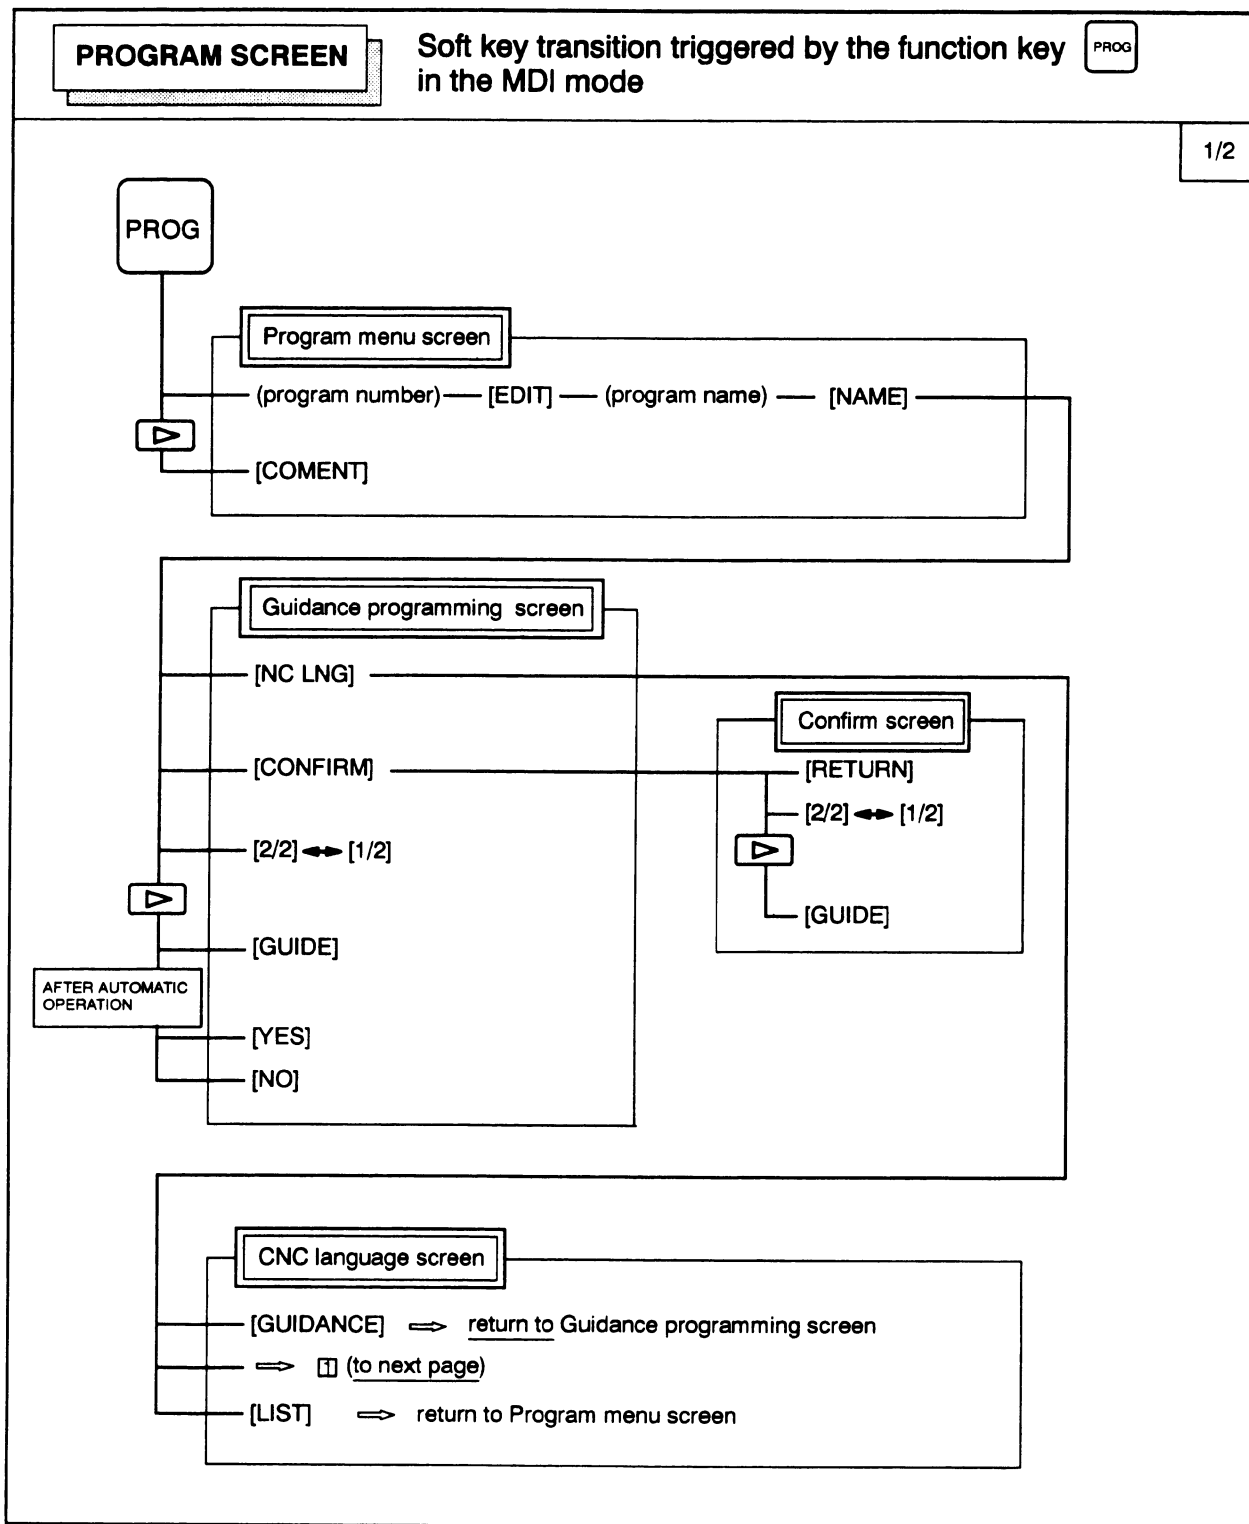 PROGRAM SCREEN
Soft key transition triggered by the function key PROG
in the MDI mode
1/2
PROG
Program menu screen
(program number) [EDIT] (program name) [NAME]
[COMENT]
Guidance programming screen
[NC LNG]
Confirm screen
[CONFIRM] [RETURN]
[2/2] [1/2]
[2/2] [1/2]
[GUIDE]
[GUIDE]
AFTER AUTOMATIC
OPERATION
[YES]
[NO]
CNC language screen
[GUIDANCE] ⇒ return to Guidance programming screen
⇒ 1 (to next page)
[LIST] ⇒ return to Program menu screen